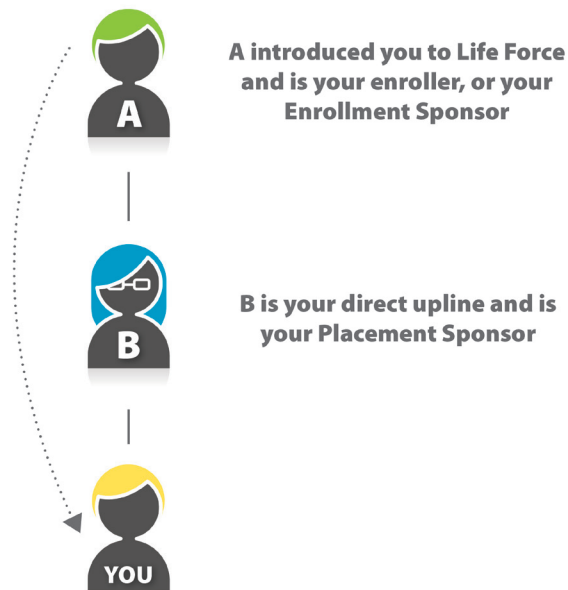 A introduced you to Life Force
and is your enroller, or your
Enrollment Sponsor
A
B is your direct upline and is
your Placement Sponsor
B
YOU